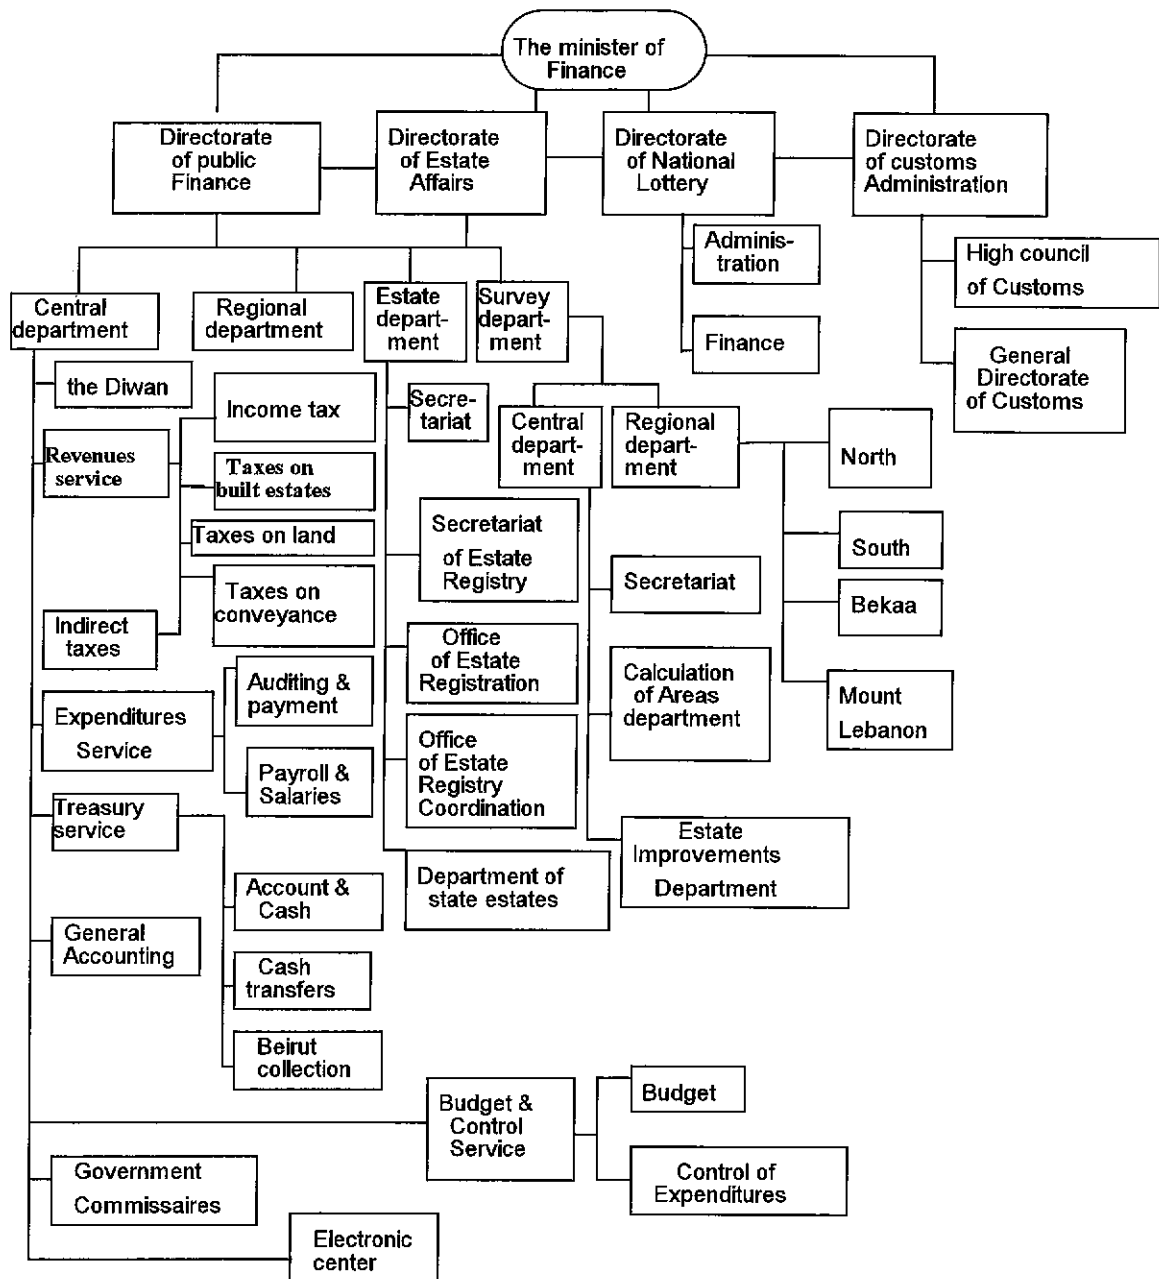 The minister of
Finance
Directorate
of public
Finance
Directorate
of Estate
Affairs
Directorate
of National
Lottery
Directorate
of customs
Administration
Adminis-
tration
Finance
High council
of Customs
General
Directorate
of Customs
Central
department
Regional
department
Estate
depart-
ment
Survey
depart-
ment
the Diwan
Revenues
service
Income tax
Taxes on
built estates
Taxes on land
Taxes on
conveyance
Indirect
taxes
Expenditures
Service
Auditing &
payment
Payroll &
Salaries
Treasury
service
Account &
Cash
Cash
transfers
Beirut
collection
General
Accounting
Secre-
tariat
Secretariat
of Estate
Registry
Office
of Estate
Registration
Office
of Estate
Registry
Coordination
Department of
state estates
Central
depart-
ment
Regional
depart-
ment
Secretariat
Calculation
of Areas
department
Estate
Improvements
Department
North
South
Bekaa
Mount
Lebanon
Budget &
Control
Service
Budget
Control of
Expenditures
Government
Commissaires
Electronic
center